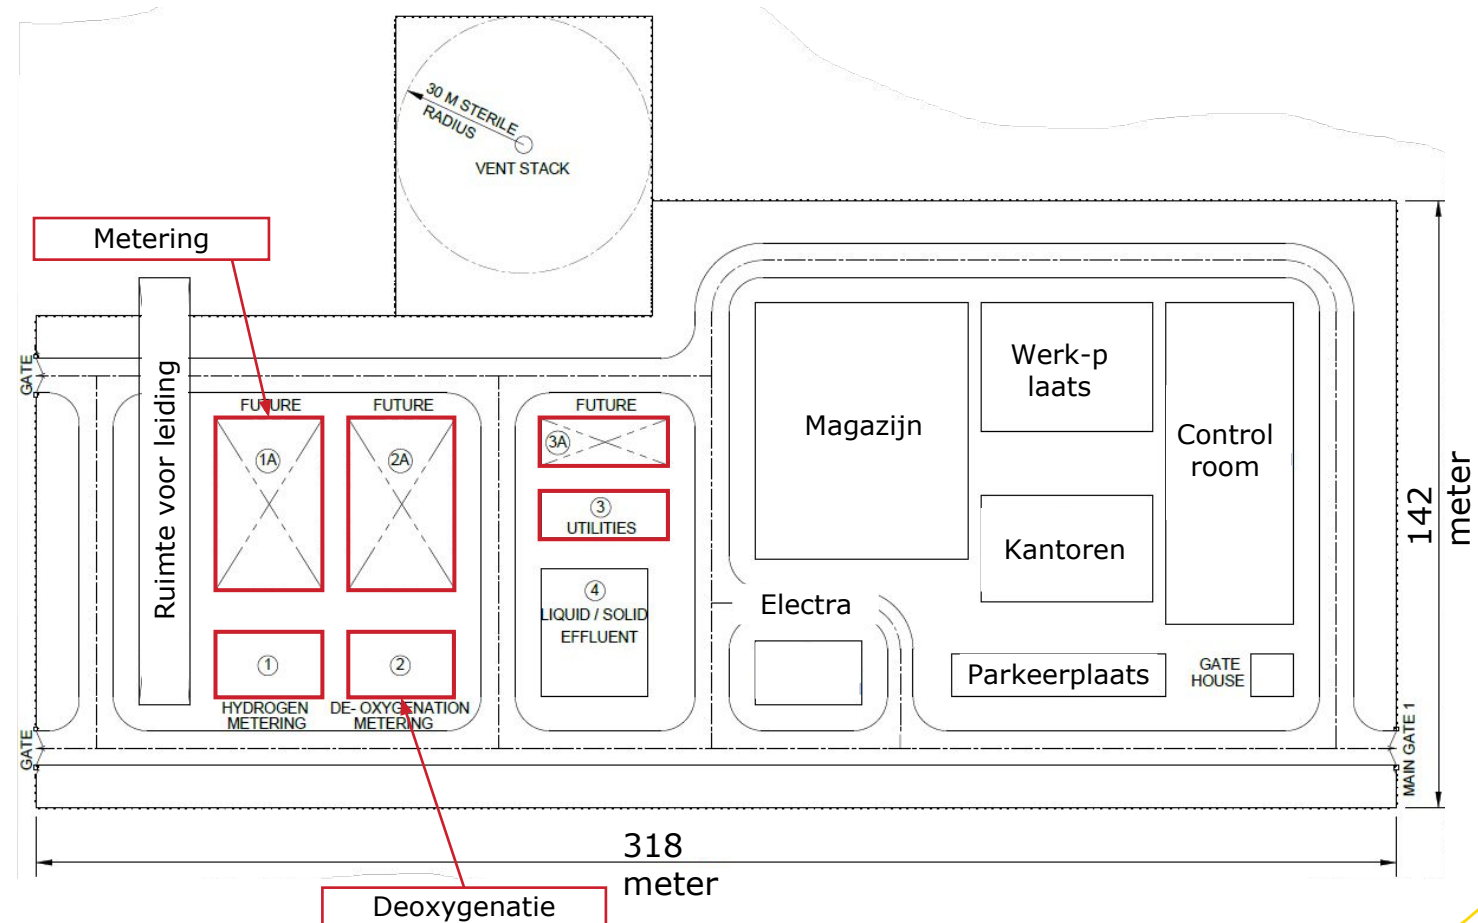 30 M STERILE
RADIUS
VENT STACK
Metering
GATE
Ruimte voor leiding
FUTURE
1A
FUTURE
2A
FUTURE
3A
3
UTILITIES
4
LIQUID / SOLID
EFFLUENT
1
HYDROGEN
METERING
2
DE- OXYGENATION
METERING
Magazijn
Werk-p
laats
Control
room
Kantoren
Electra
Parkeerplaats
GATE
HOUSE
GATE
MAIN GATE 1
142
meter
318
meter
Deoxygenatie